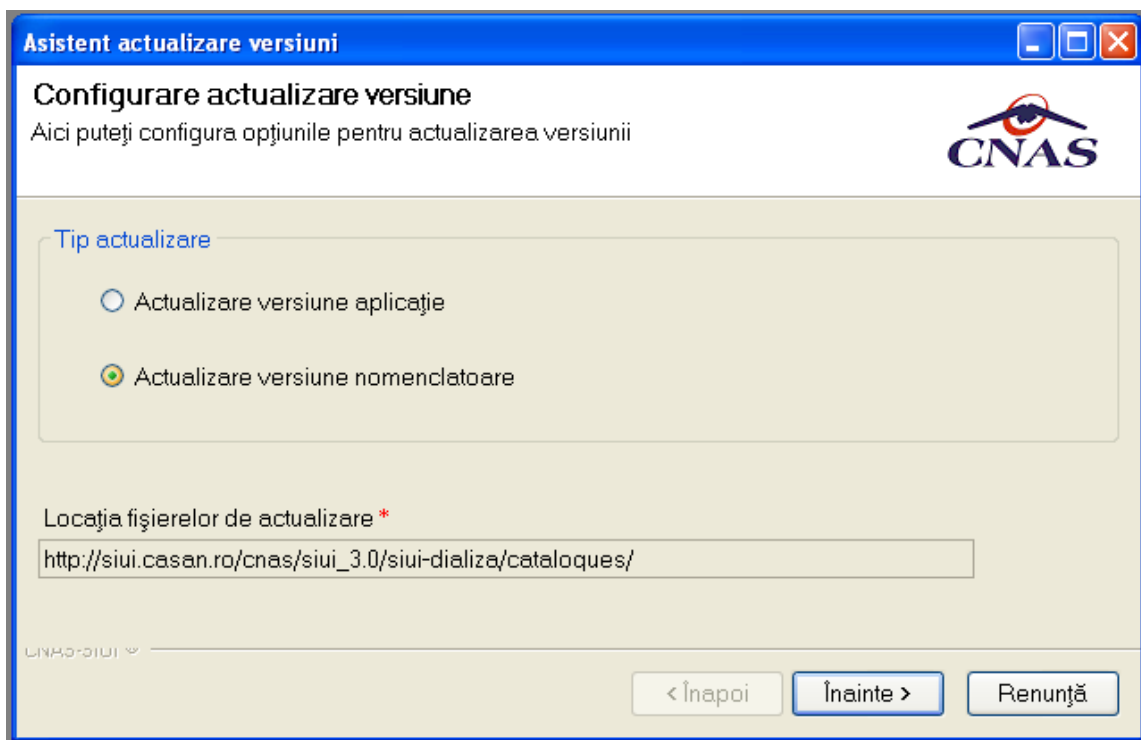 Asistent actualizare versiuni
Configurare actualizare versiune
Aici puteţi configura opţiunile pentru actualizarea versiunii
CNAS
Tip actualizare
Actualizare versiune aplicaţie
Actualizare versiune nomenclatoare
Locaţia fişierelor de actualizare *
http://siui.casan.ro/cnas/siui_3.0/siui-dializa/cataloques/
CNAS-SIUI ©
< Înapoi
Înainte >
Renunţă